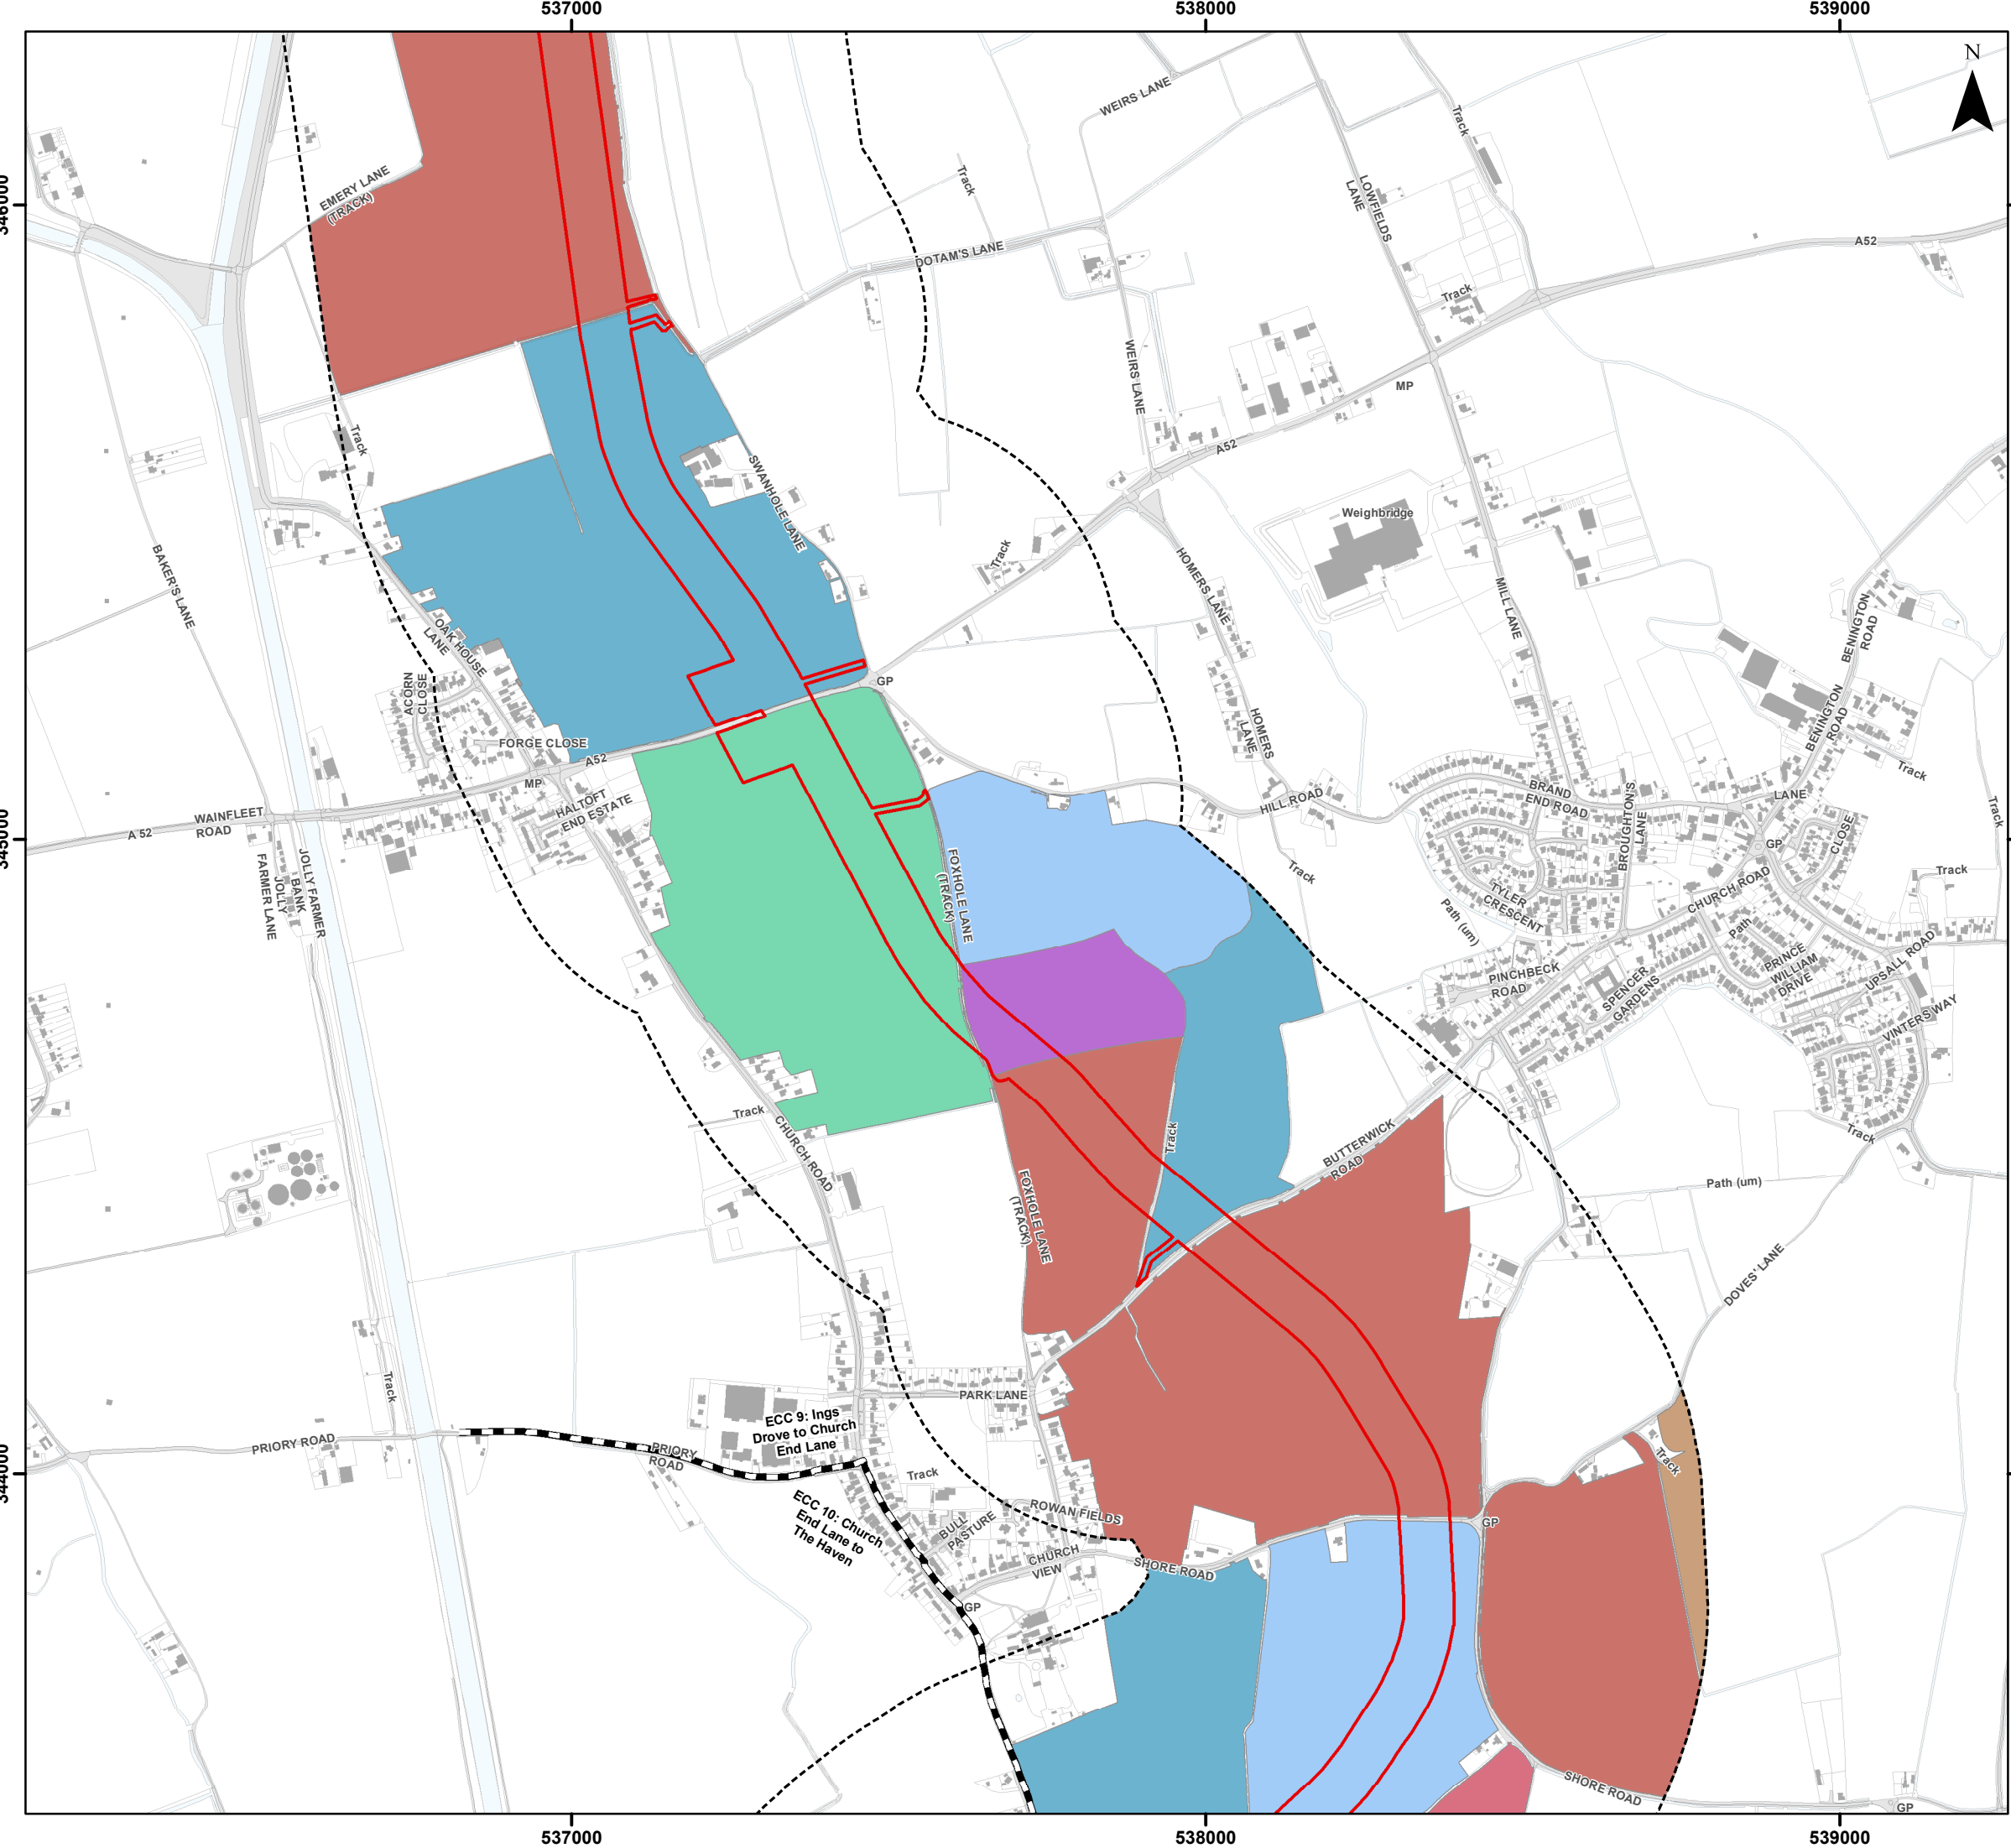 537000
538000
539000
N
WEIRS LANE
Track
Track
EMERY LANE
(TRACK)
346000
LOWFIELDS
LANE
DOTAM'S LANE
A52
Track
WEIRS LANE
MP
Track
A52
SWANHOLE LANE
Weighbridge
Track
BAKER'S LANE
HOMERS LANE
MILL LANE
BENINGTON
ROAD
OAK HOUSE
LANE
ACORN
CLOSE
GP
BENINGTON
ROAD
HOMERS
LANE
FORGE CLOSE
A52
MP
Track
HALTOFT
END ESTATE
BRAND
END ROAD
LANE
HILL ROAD
WAINFLEET
ROAD
A 52
345000
BROUGHTON'S
LANE
CLOSE
GP
Track
JOLLY FARMER
BANK
JOLLY
FARMER LANE
FOXHOLE LANE
(TRACK)
Track
Track
TYLER
CRESCENT
CHURCH ROAD
Path (um)
Path
PRINCE
WILLIAM
DRIVE
UPSALL ROAD
PINCHBECK
ROAD
SPENCER
GARDENS
VINTERS WAY
Track
CHURCH ROAD
Track
BUTTERWICK
ROAD
Track
Path (um)
FOXHOLE LANE
(TRACK)
DOVES' LANE
Track
PARK LANE
ECC 9: Ings
Drove to Church
End Lane
PRIORY ROAD
PRIORY
ROAD
Track
Track
344000
ECC 10: Church
End Lane to
The Haven
BULL
PASTURE
ROWAN FIELDS
GP
CHURCH
VIEW
SHORE ROAD
GP
SHORE ROAD
GP
537000
538000
539000